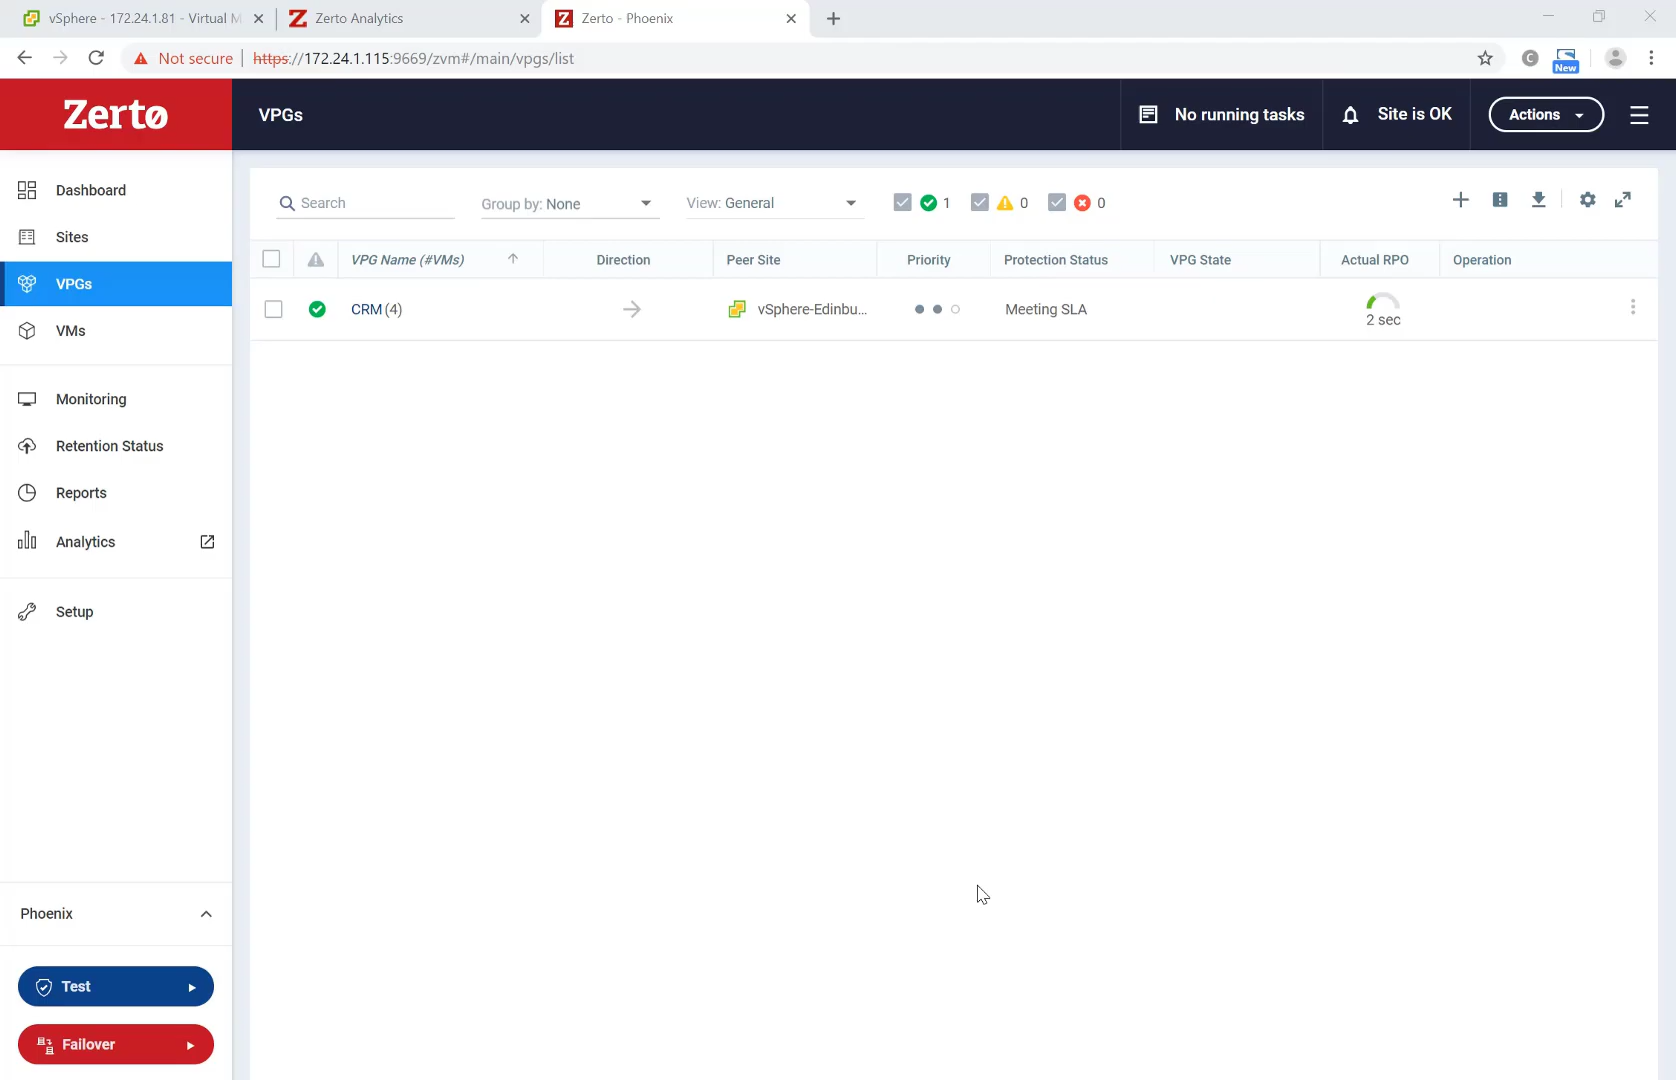 vSphere - 172.24.1.81 - Virtual M
Zerto Analytics
Zerto - Phoenix
Not secure
https://172.24.1.115:9669/zvm#/main/vpgs/list
C
New
Zerto
VPGs
No running tasks
Site is OK
Actions
Dashboard
Sites
VPGs
VMs
Monitoring
Retention Status
Reports
Analytics
Setup
Phoenix
Test
Failover
Search
Group by: None
View: General
1
0
0
VPG Name (#VMs)
Direction
Peer Site
Priority
Protection Status
VPG State
Actual RPO
Operation
CRM (4)
vSphere-Edinbu...
Meeting SLA
2 sec